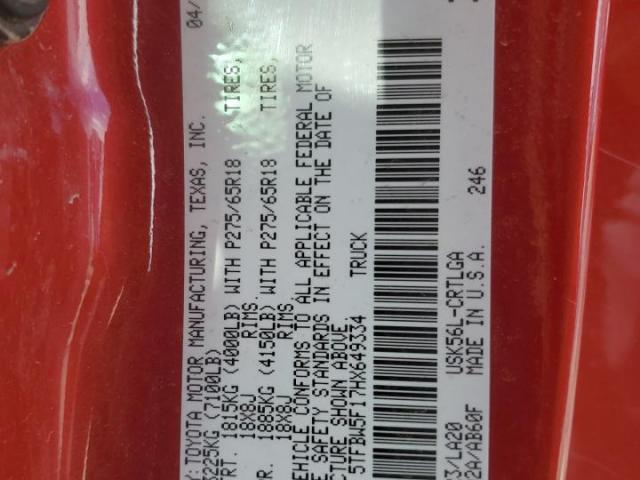 04/
Y: TOYOTA MOTOR MANUFACTURING, TEXAS, INC.
3225KG (7100LB)
RT. 1815KG (4000LB) WITH P275/65R18 TIRES,
18X8J RIMS,
R. 1885KG (4150LB) WITH P275/65R18 TIRES,
18X8J RIMS.
EHICLE CONFORMS TO ALL APPLICABLE FEDERAL MOTOR
E SAFETY STANDARDS IN EFFECT ON THE DATE OF
CTURE SHOWN ABOVE.
5TFBW5F17HX649334 TRUCK
USK56L-CRTLGA
3/LA20 MADE IN U.S.A. 246
2A/AB60F